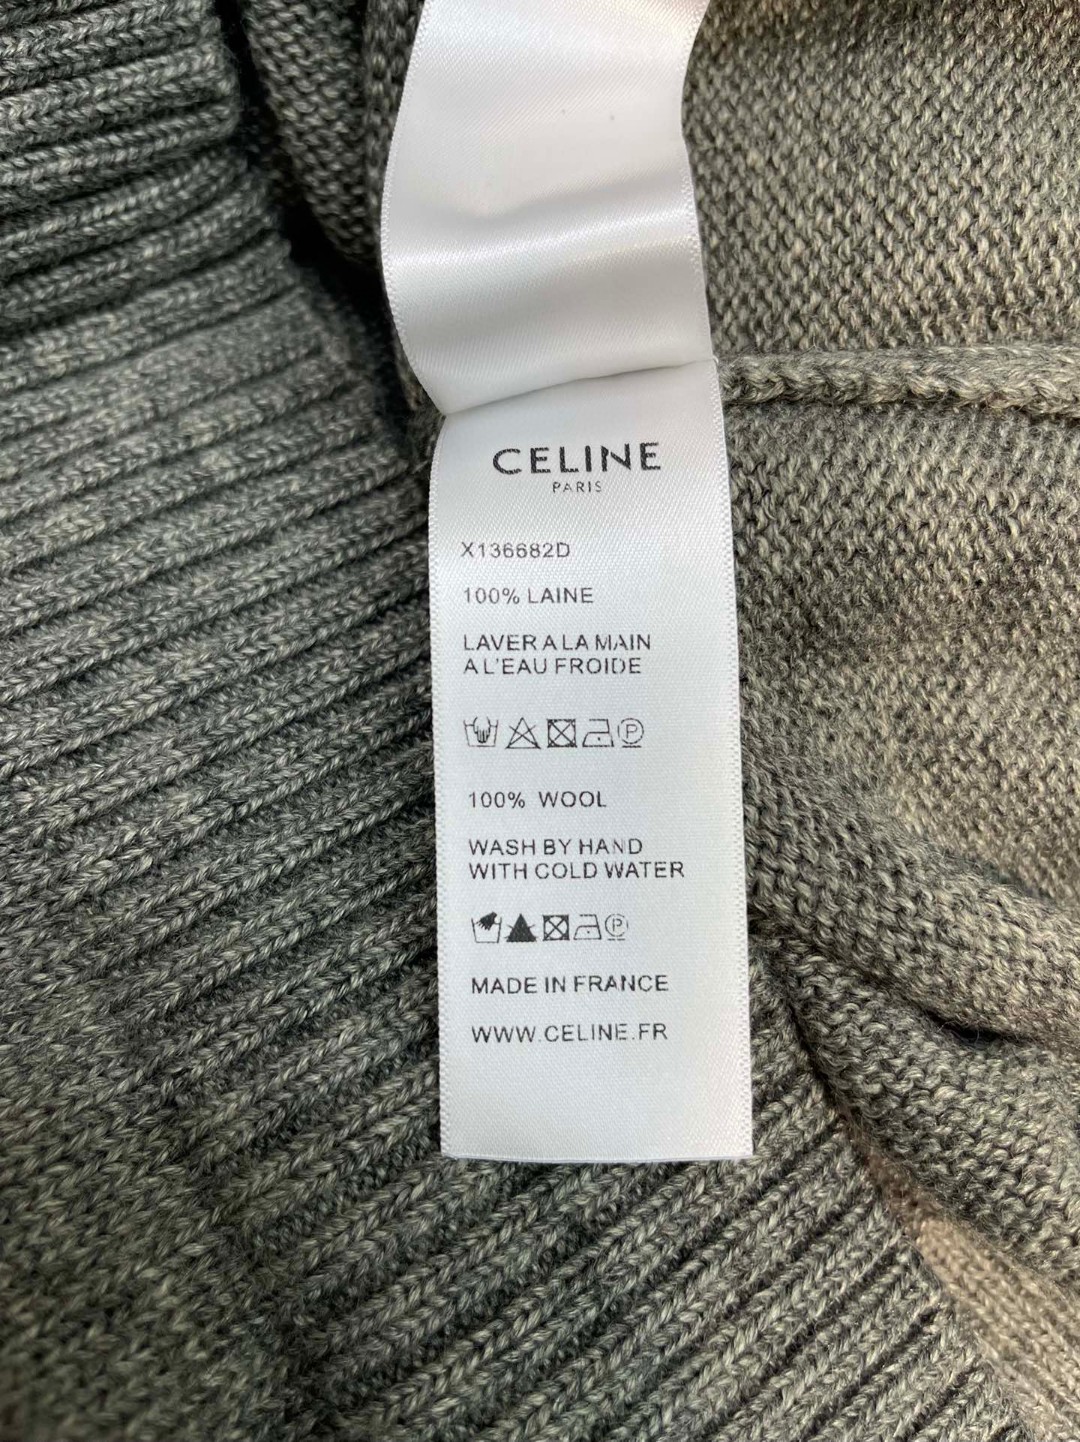 CELINE
PARIS
X136682D
100% LAINE
LAVER A LA MAIN
A L'EAU FROIDE
P
100% WOOL
WASH BY HAND
WITH COLD WATER
P
MADE IN FRANCE
WWW.CELINE.FR